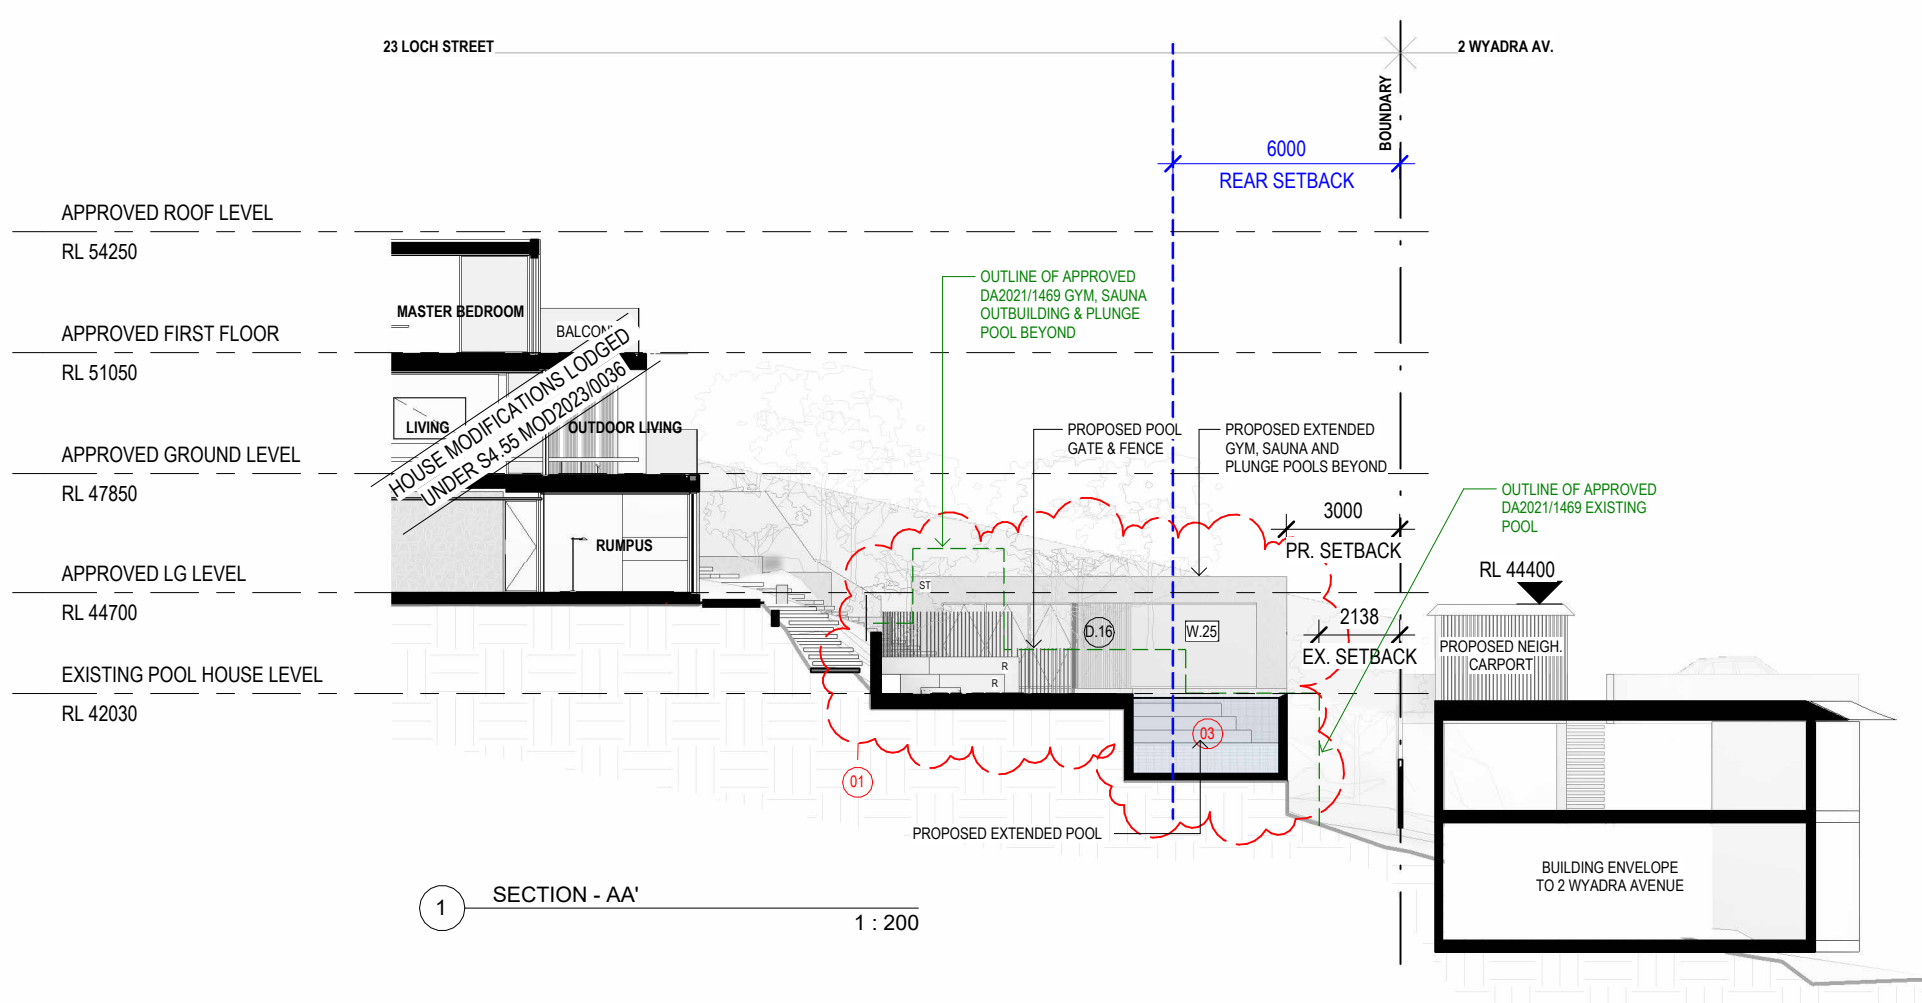 23 LOCH STREET
2 WYADRA AV.
BOUNDARY
6000
REAR SETBACK
APPROVED ROOF LEVEL
RL 54250
APPROVED FIRST FLOOR
RL 51050
APPROVED GROUND LEVEL
RL 47850
APPROVED LG LEVEL
RL 44700
EXISTING POOL HOUSE LEVEL
RL 42030
MASTER BEDROOM
BALCON
HOUSE MODIFICATIONS LODGED
UNDER S4.55 MOD2023/0036
LIVING
OUTDOOR LIVING
RUMPUS
OUTLINE OF APPROVED
DA2021/1469 GYM, SAUNA
OUTBUILDING & PLUNGE
POOL BEYOND
PROPOSED POOL
GATE & FENCE
PROPOSED EXTENDED
GYM, SAUNA AND
PLUNGE POOLS BEYOND
OUTLINE OF APPROVED
DA2021/1469 EXISTING
POOL
3000
PR. SETBACK
RL 44400
2138
EX. SETBACK
PROPOSED NEIGH.
CARPORT
ST
D.16
W.25
R
R
03
01
PROPOSED EXTENDED POOL
BUILDING ENVELOPE
TO 2 WYADRA AVENUE
1
SECTION - AA'
1 : 200